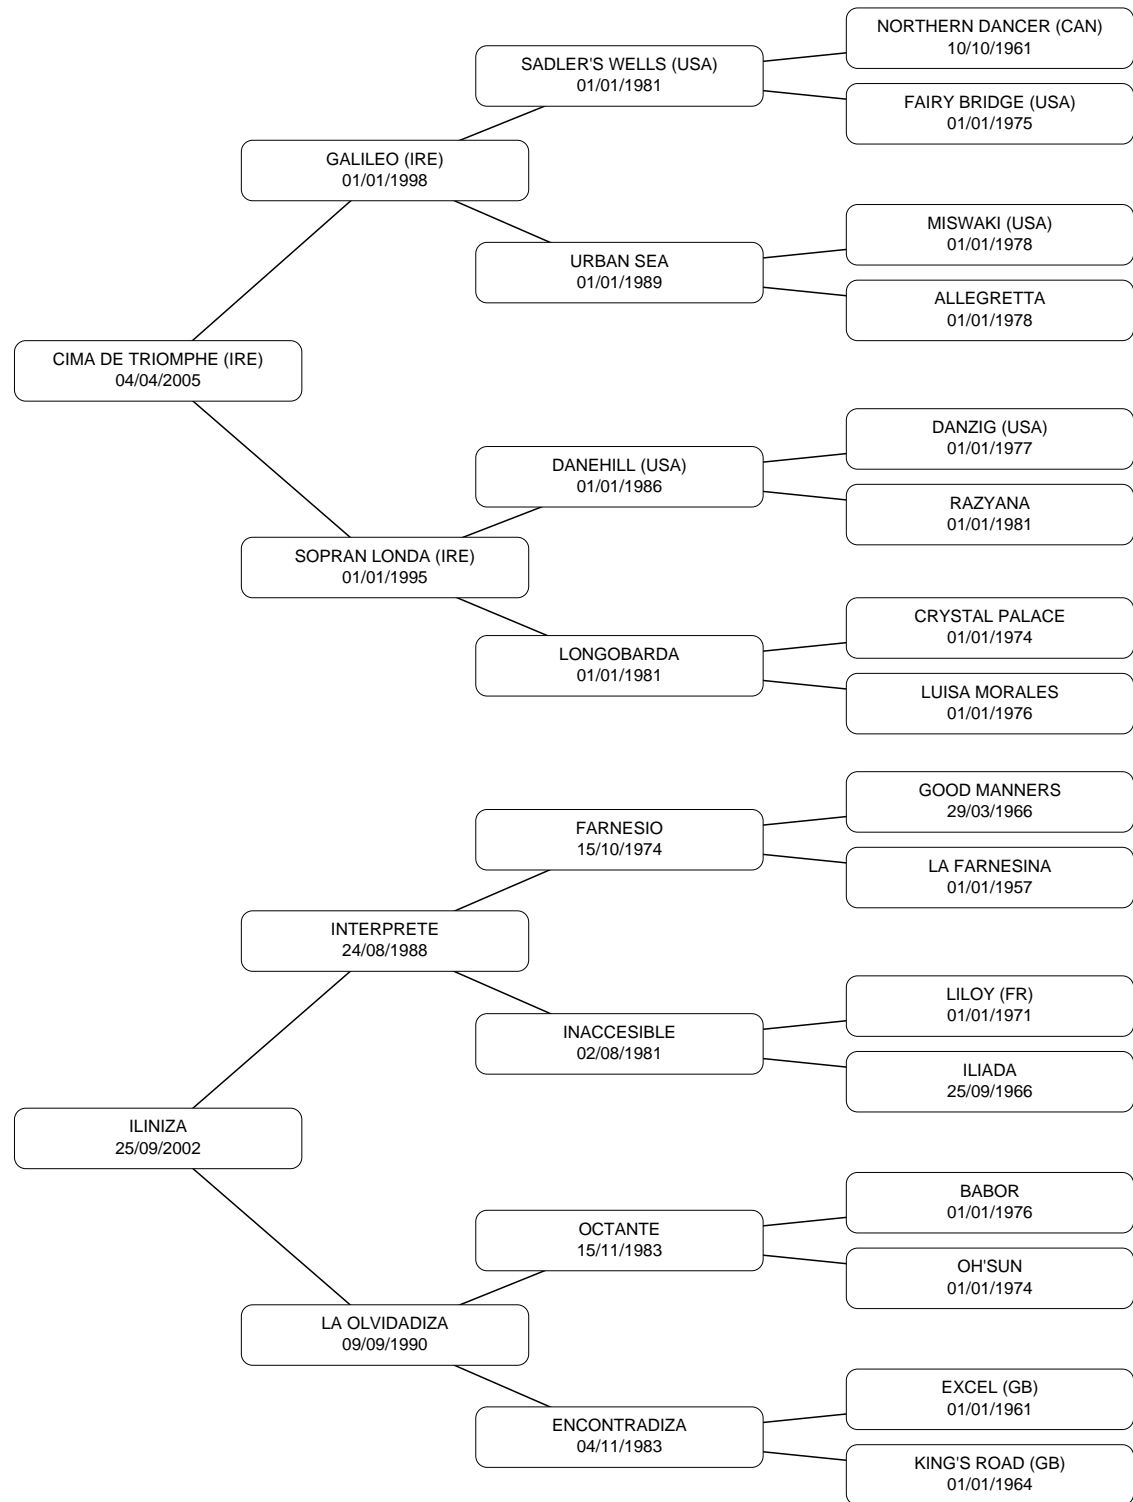 NORTHERN DANCER (CAN)
10/10/1961
SADLER'S WELLS (USA)
01/01/1981
FAIRY BRIDGE (USA)
01/01/1975
GALILEO (IRE)
01/01/1998
MISWAKI (USA)
01/01/1978
URBAN SEA
01/01/1989
ALLEGRETTA
01/01/1978
CIMA DE TRIOMPHE (IRE)
04/04/2005
DANZIG (USA)
01/01/1977
DANEHILL (USA)
01/01/1986
RAZYANA
01/01/1981
SOPRAN LONDA (IRE)
01/01/1995
CRYSTAL PALACE
01/01/1974
LONGOBARDA
01/01/1981
LUISA MORALES
01/01/1976
GOOD MANNERS
29/03/1966
FARNESIO
15/10/1974
LA FARNESINA
01/01/1957
INTERPRETE
24/08/1988
LILOY (FR)
01/01/1971
INACCESIBLE
02/08/1981
ILIADA
25/09/1966
ILINIZA
25/09/2002
BABOR
01/01/1976
OCTANTE
15/11/1983
OH'SUN
01/01/1974
LA OLVIDADIZA
09/09/1990
EXCEL (GB)
01/01/1961
ENCONTRADIZA
04/11/1983
KING'S ROAD (GB)
01/01/1964